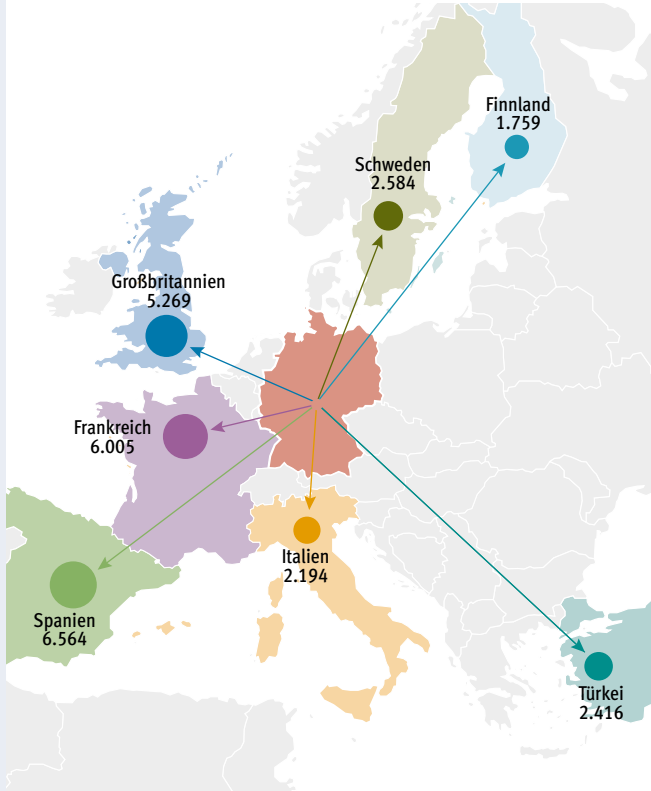 Finnland
1.759
Schweden
2.584
Großbritannien
5.269
Frankreich
6.005
Italien
2.194
Spanien
6.564
Türkei
2.416